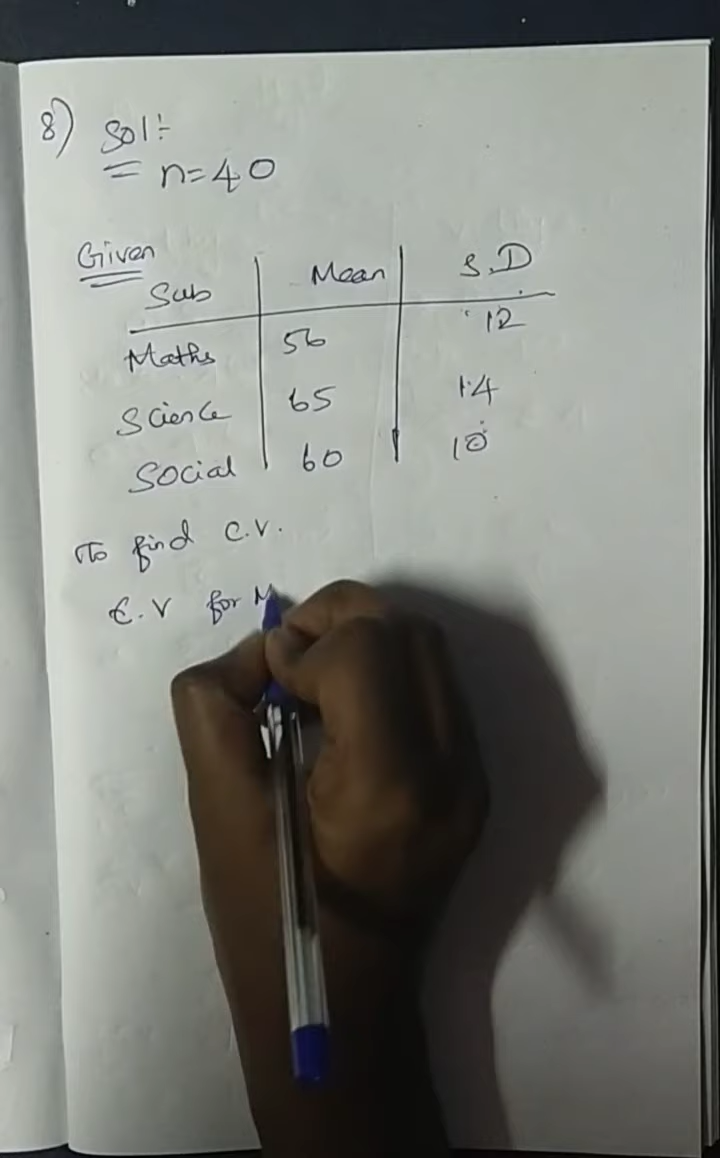 8) Sol:-
n=40
Given
Sub Mean S.D
Maths 56 12
Science 65 14
Social 60 10
To find C.V.
C.V for M